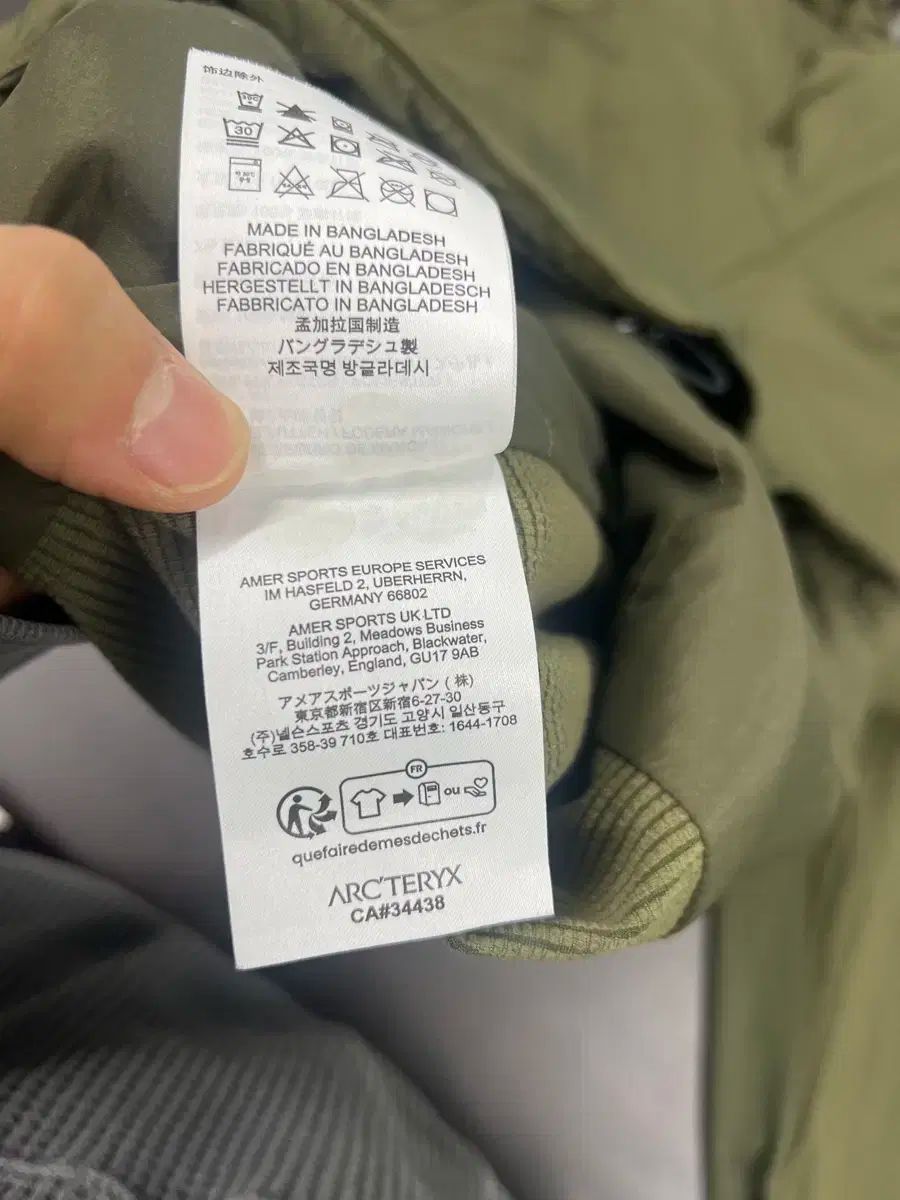 饰边除外
30°C
30
MADE IN BANGLADESH
FABRIQUÉ AU BANGLADESH
FABRICADO EN BANGLADESH
HERGESTELLT IN BANGLADESCH
FABBRICATO IN BANGLADESH
孟加拉国制造
バングラデシュ製
제조국명 방글라데시
AMER SPORTS EUROPE SERVICES
IM HASFELD 2, UBERHERRN,
GERMANY 66802
AMER SPORTS UK LTD
3/F, Building 2, Meadows Business
Park Station Approach, Blackwater,
Camberley, England, GU17 9AB
アメアスポーツジャパン (株)
東京都新宿区新宿6-27-30
(주)넬슨스포츠 경기도 고양시 일산동구
호수로 358-39 710호 대표번호: 1644-1708
FR
ou
quefairedemesdechets.fr
ARC'TERYX
CA#34438